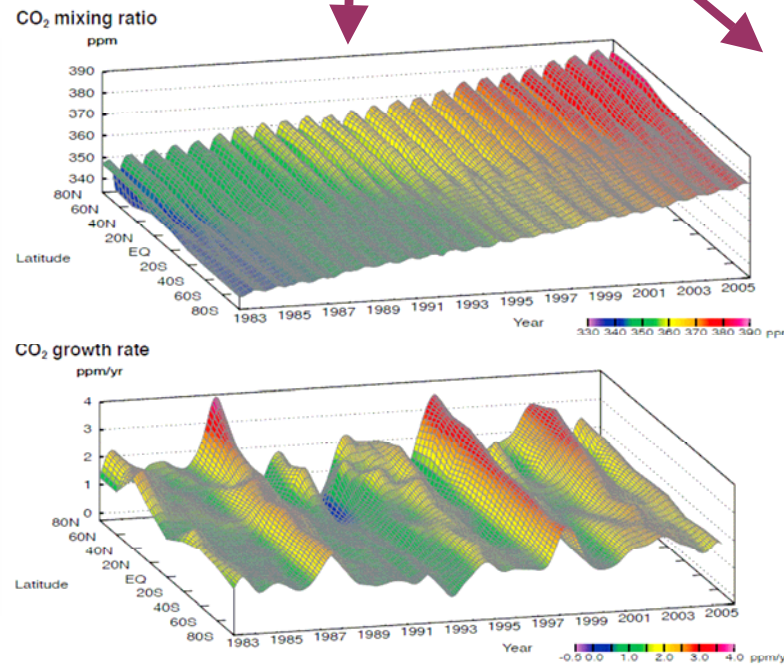 CO₂ mixing ratio
ppm
390
380
370
360
350
340
80N
60N
40N
20N
EQ
20S
40S
60S
80S
Latitude
1983 1985 1987 1989 1991 1993 1995 1997 1999 2001 2003 2005
Year
330 340 350 360 370 380 390 ppm
CO₂ growth rate
ppm/yr
4
3
2
1
0
80N
60N
40N
20N
EQ
20S
40S
60S
80S
Latitude
1983 1985 1987 1989 1991 1993 1995 1997 1999 2001 2003 2005
Year
-0.5 0.0 1.0 2.0 3.0 4.0 ppm/y